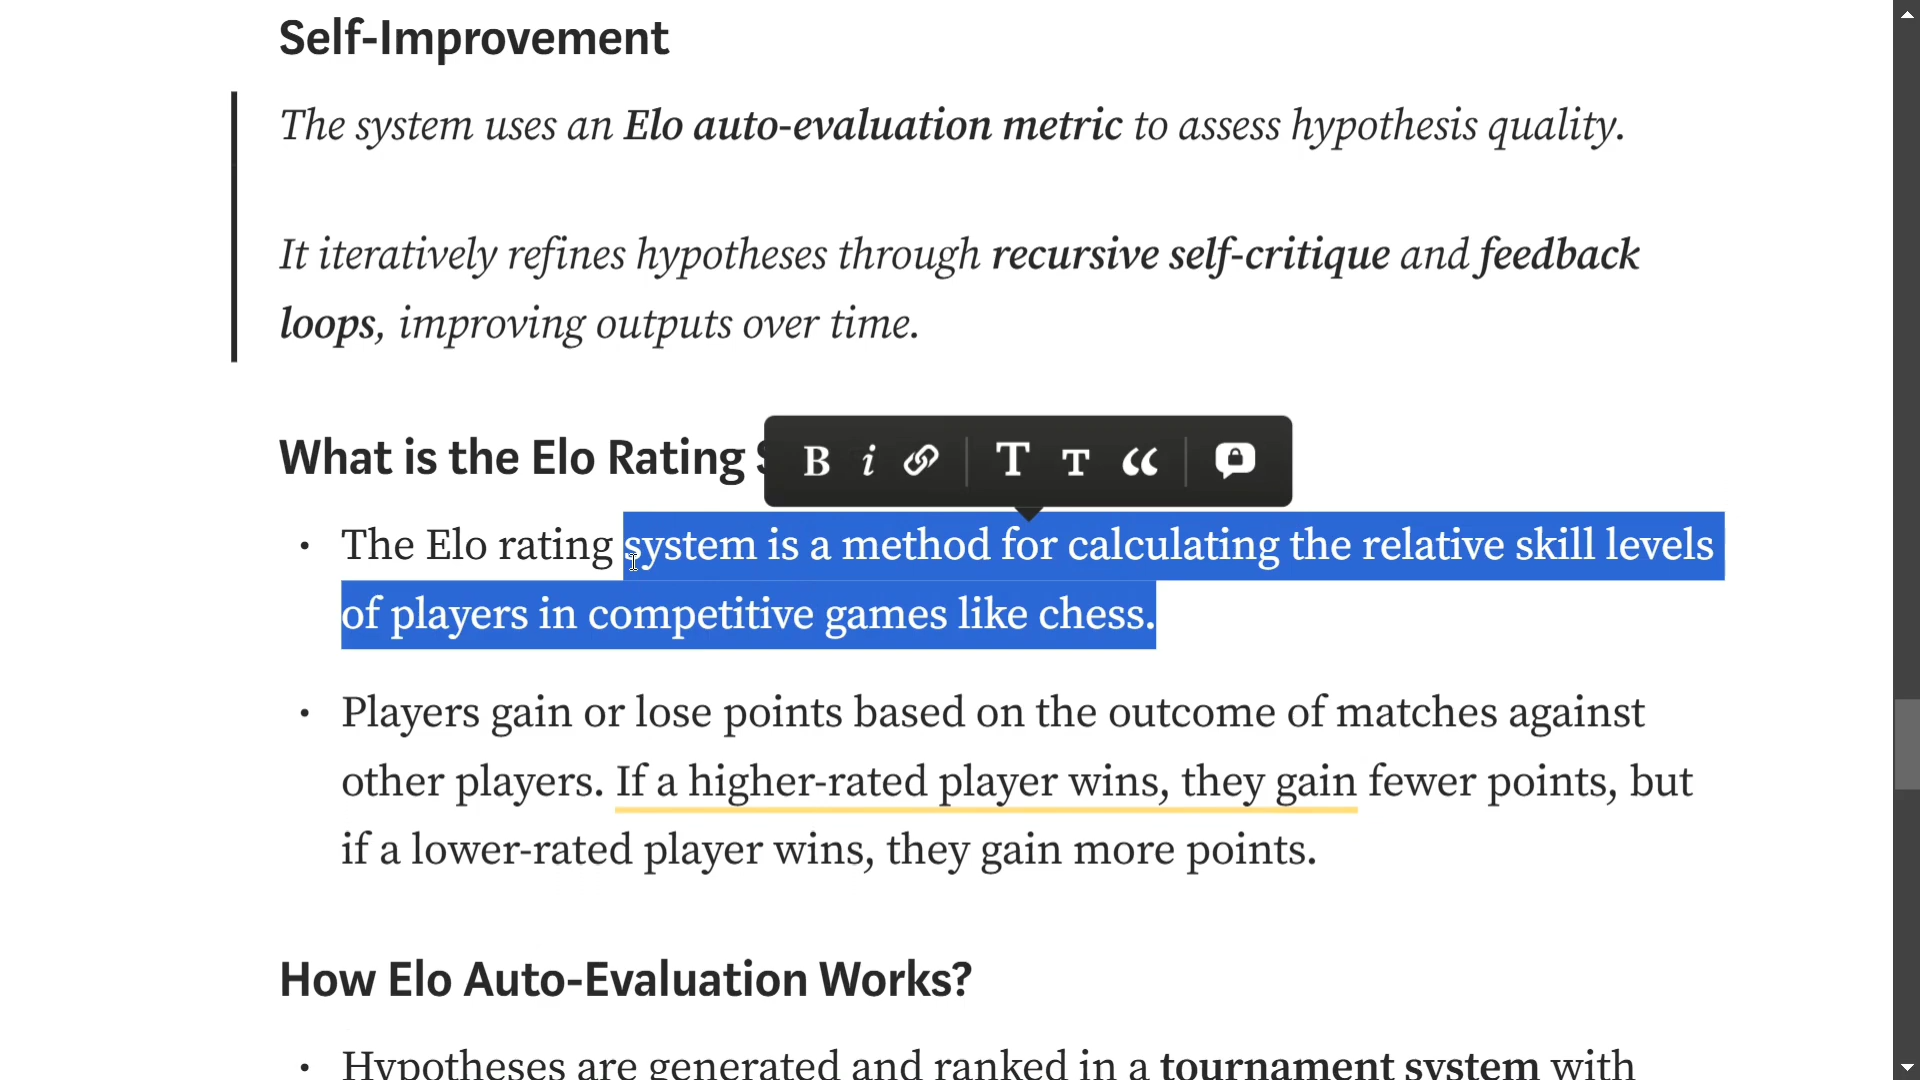 Self-Improvement
The system uses an Elo auto-evaluation metric to assess hypothesis quality.
It iteratively refines hypotheses through recursive self-critique and feedback
loops, improving outputs over time.
What is the Elo Rating
B i T T “
• The Elo rating system is a method for calculating the relative skill levels
of players in competitive games like chess.
• Players gain or lose points based on the outcome of matches against
other players. If a higher-rated player wins, they gain fewer points, but
if a lower-rated player wins, they gain more points.
How Elo Auto-Evaluation Works?
• Hypotheses are generated and ranked in a tournament system with